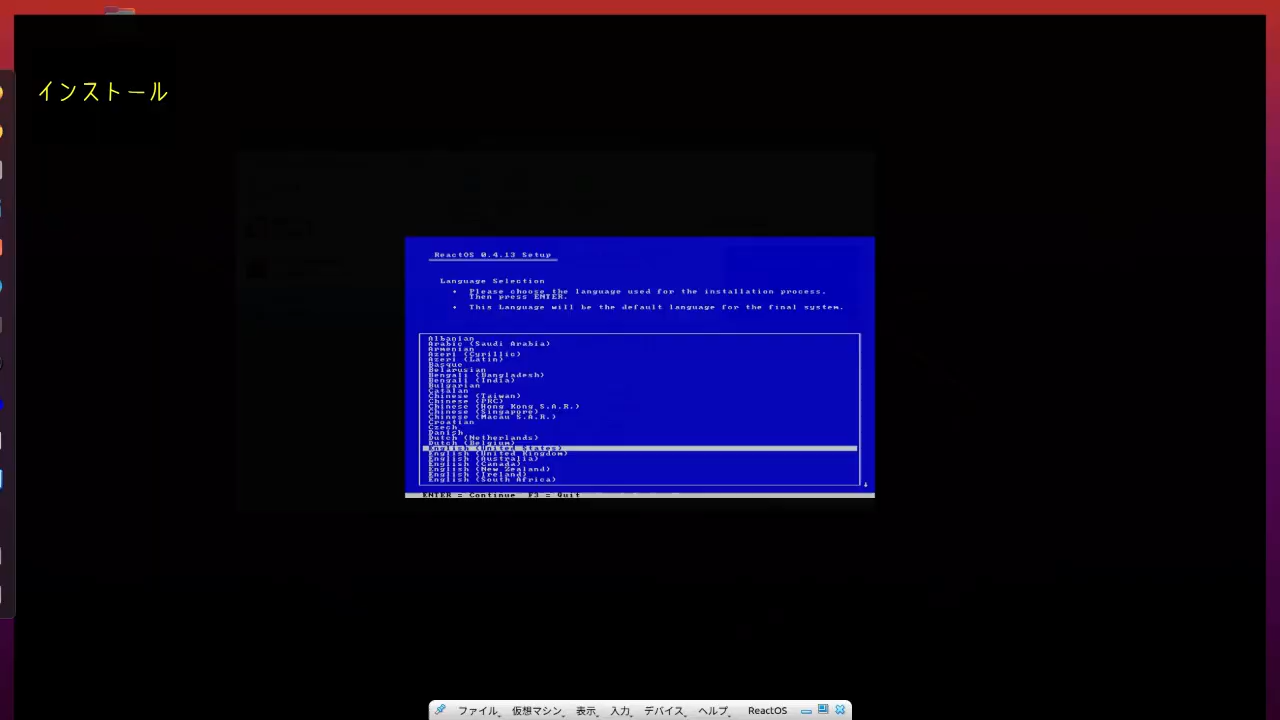 インストール
ReactOS 0.4.13 Setup
Language Selection
• Please choose the language used for the installation process.
Then press ENTER.
• This Language will be the default language for the final system.
Albanian
Arabic (Saudi Arabia)
Armenian
Azeri (Cyrillic)
Azeri (Latin)
Basque
Belarusian
Bengali (Bangladesh)
Bengali (India)
Bulgarian
Catalan
Chinese (Taiwan)
Chinese (PRC)
Chinese (Hong Kong S.A.R.)
Chinese (Singapore)
Chinese (Macau S.A.R.)
Croatian
Czech
Danish
Dutch (Netherlands)
Dutch (Belgium)
English (United States)
English (United Kingdom)
English (Australia)
English (Canada)
English (New Zealand)
English (Ireland)
English (South Africa)
ENTER = Continue F3 = Quit
ファイル 仮想マシン 表示 入力 デバイス ヘルプ ReactOS